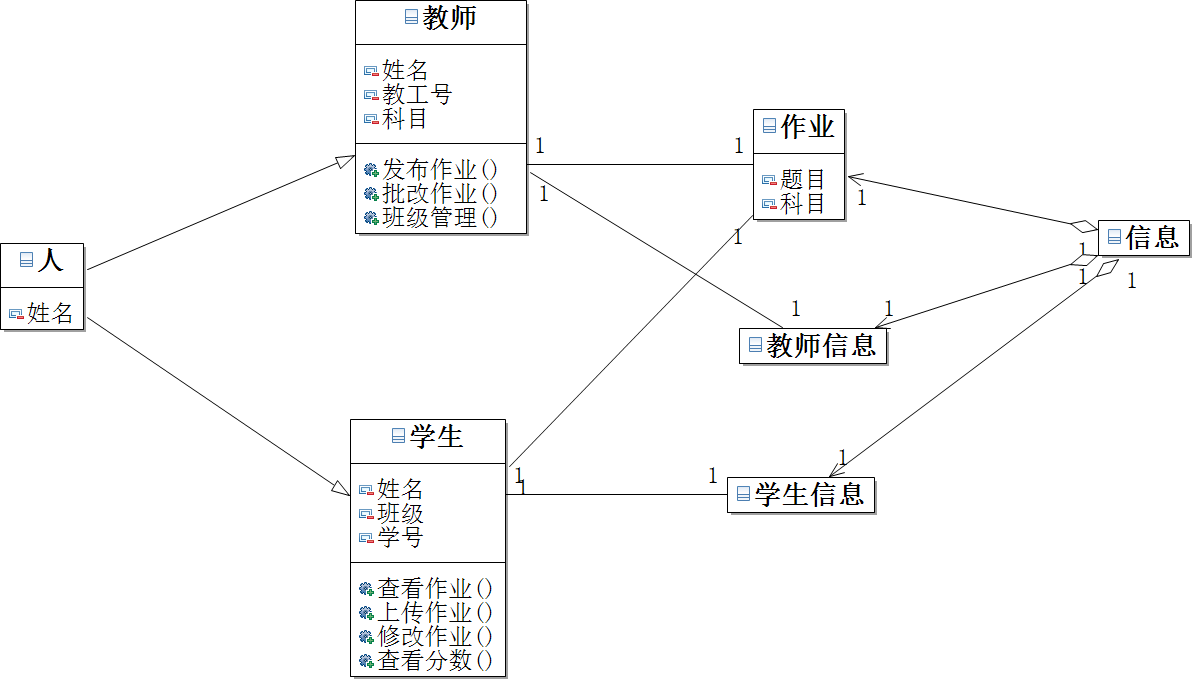 教师
姓名
教工号
科目
发布作业()
批改作业()
班级管理()
人
姓名
学生
姓名
班级
学号
查看作业()
上传作业()
修改作业()
查看分数()
作业
题目
科目
教师信息
学生信息
信息
1
1
1
1
1
1
1
1
1
1
1
1
1
1